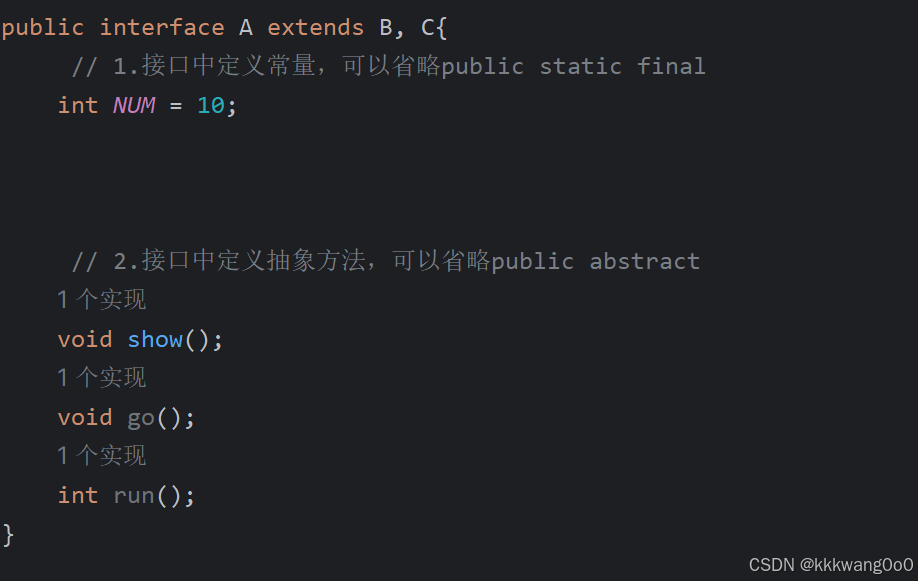 public interface A extends B, C{
// 1.接口中定义常量，可以省略public static final
int NUM = 10;
// 2.接口中定义抽象方法，可以省略public abstract
1 个实现
void show();
1 个实现
void go();
1 个实现
int run();
}
CSDN @kkkwang0o0